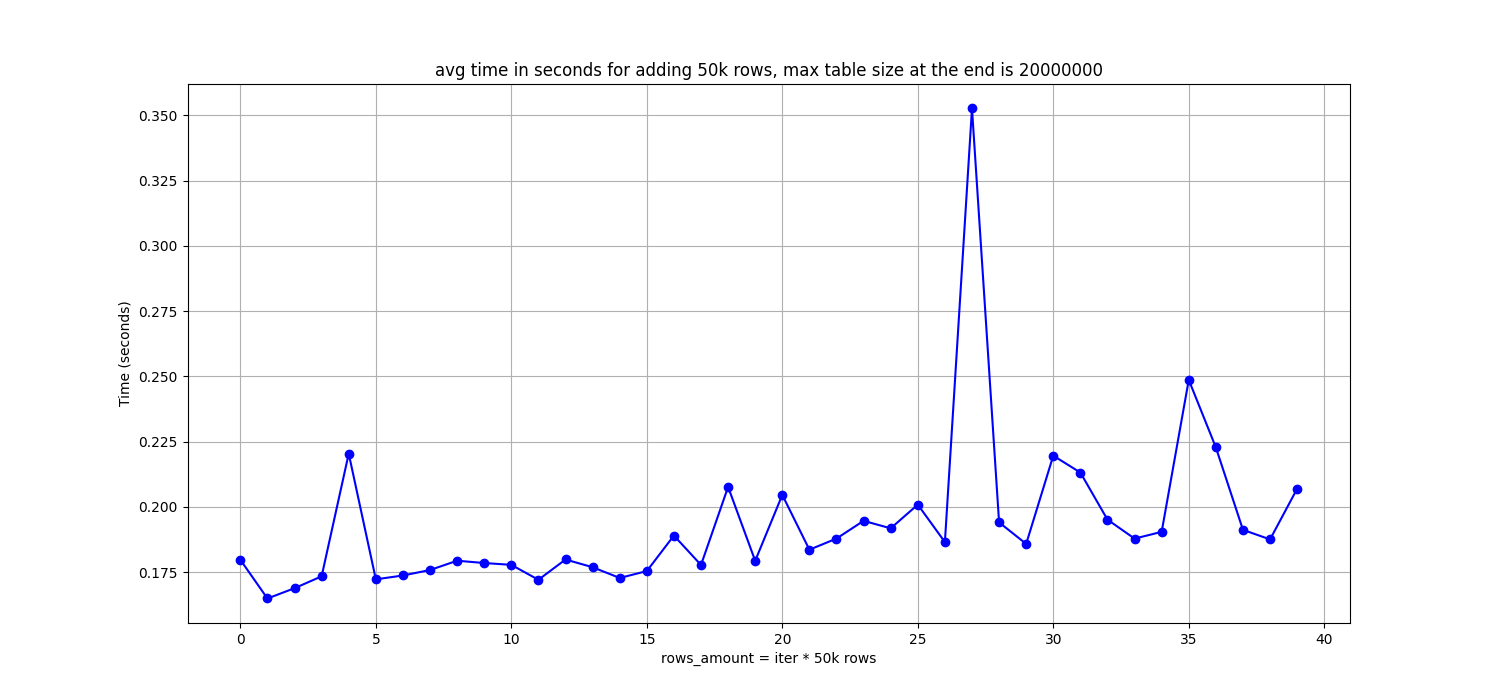 avg time in seconds for adding 50k rows, max table size at the end is 20000000
0.350
0.325
0.300
0.275
0.250
0.225
0.200
0.175
Time (seconds)
0 5 10 15 20 25 30 35 40
rows_amount = iter * 50k rows